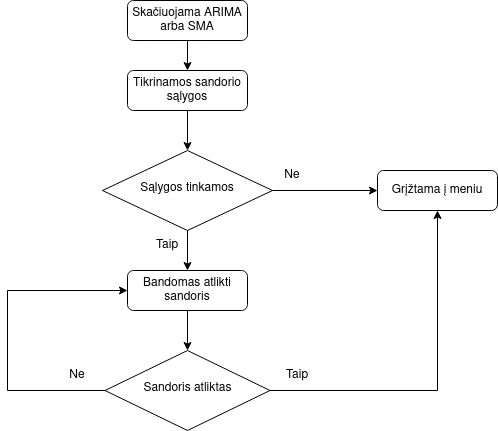 Skačiuojama ARIMA
arba SMA
Tikrinamos sandorio
sąlygos
Sąlygos tinkamos
Ne
Grįžtama į meniu
Taip
Bandomas atlikti
sandoris
Sandoris atliktas
Ne
Taip